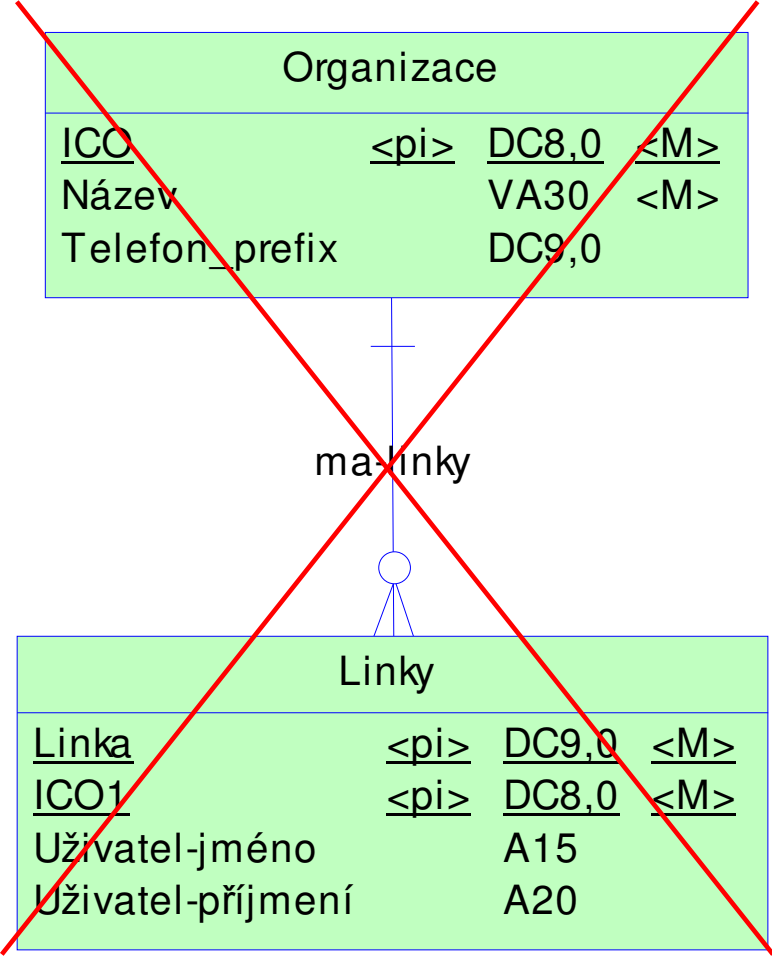 Organizace
ICO <pi> DC8,0 <M>
Název VA30 <M>
Telefon_prefix DC9,0
ma-linky
Linky
Linka <pi> DC9,0 <M>
ICO1 <pi> DC8,0 <M>
Uživatel-jméno A15
Uživatel-příjmení A20